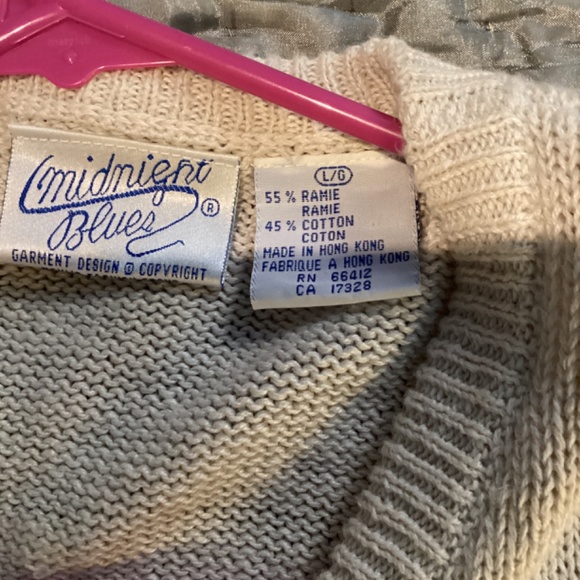 midnight
Blues ®
GARMENT DESIGN © COPYRIGHT
L/G
55 % RAMIE
RAMIE
45 % COTTON
COTON
MADE IN HONG KONG
FABRIQUE A HONG KONG
RN 66412
CA 17328